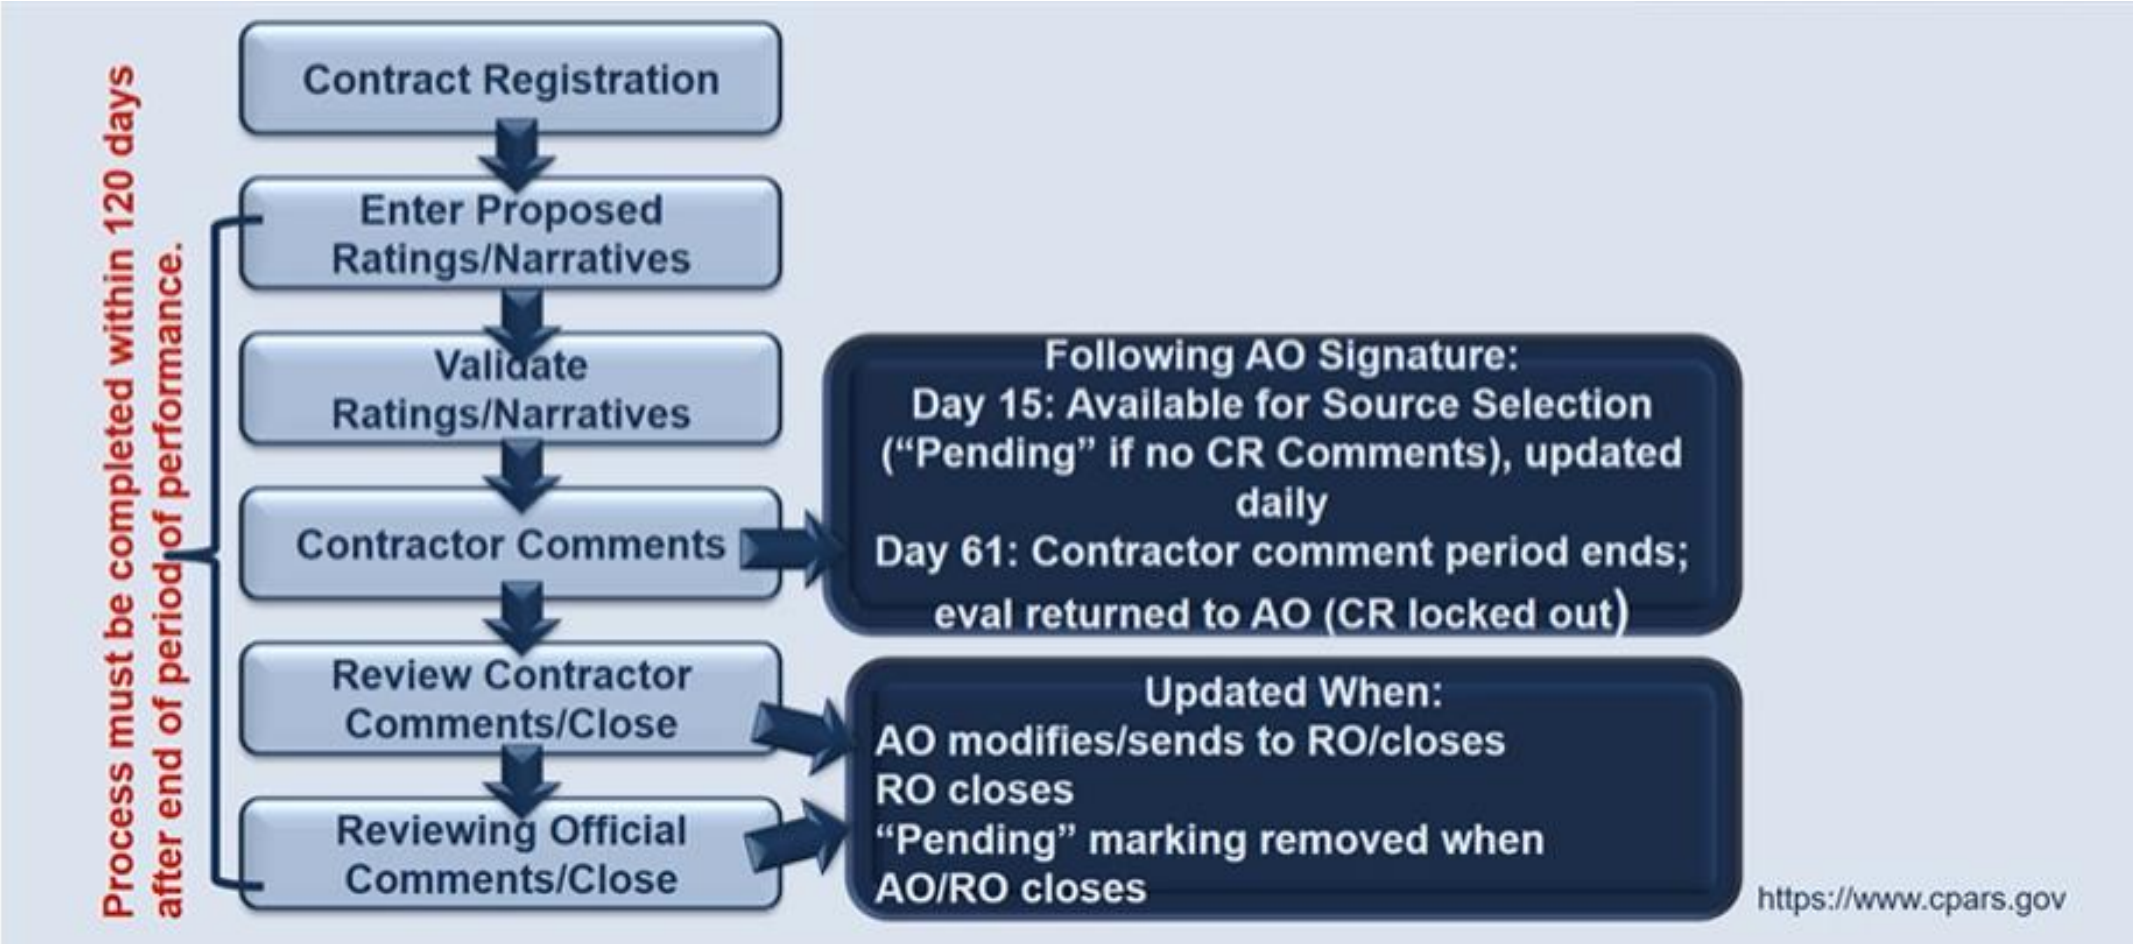 Process must be completed within 120 days
after end of period of performance.
Contract Registration
Enter Proposed
Ratings/Narratives
Validate
Ratings/Narratives
Contractor Comments
Review Contractor
Comments/Close
Reviewing Official
Comments/Close
Following AO Signature:
Day 15: Available for Source Selection
(“Pending” if no CR Comments), updated
daily
Day 61: Contractor comment period ends;
eval returned to AO (CR locked out)
Updated When:
AO modifies/sends to RO/closes
RO closes
“Pending” marking removed when
AO/RO closes
https://www.cpars.gov